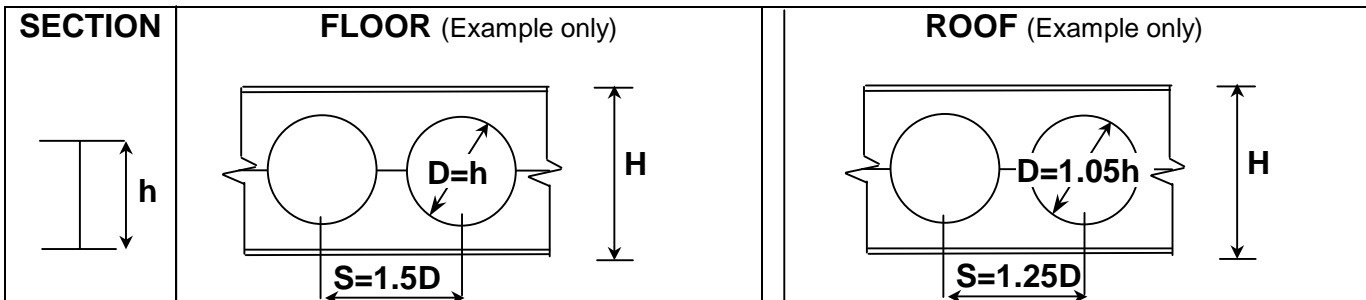 SECTION
FLOOR (Example only)
ROOF (Example only)
h
D=h
H
S=1.5D
D=1.05h
H
S=1.25D